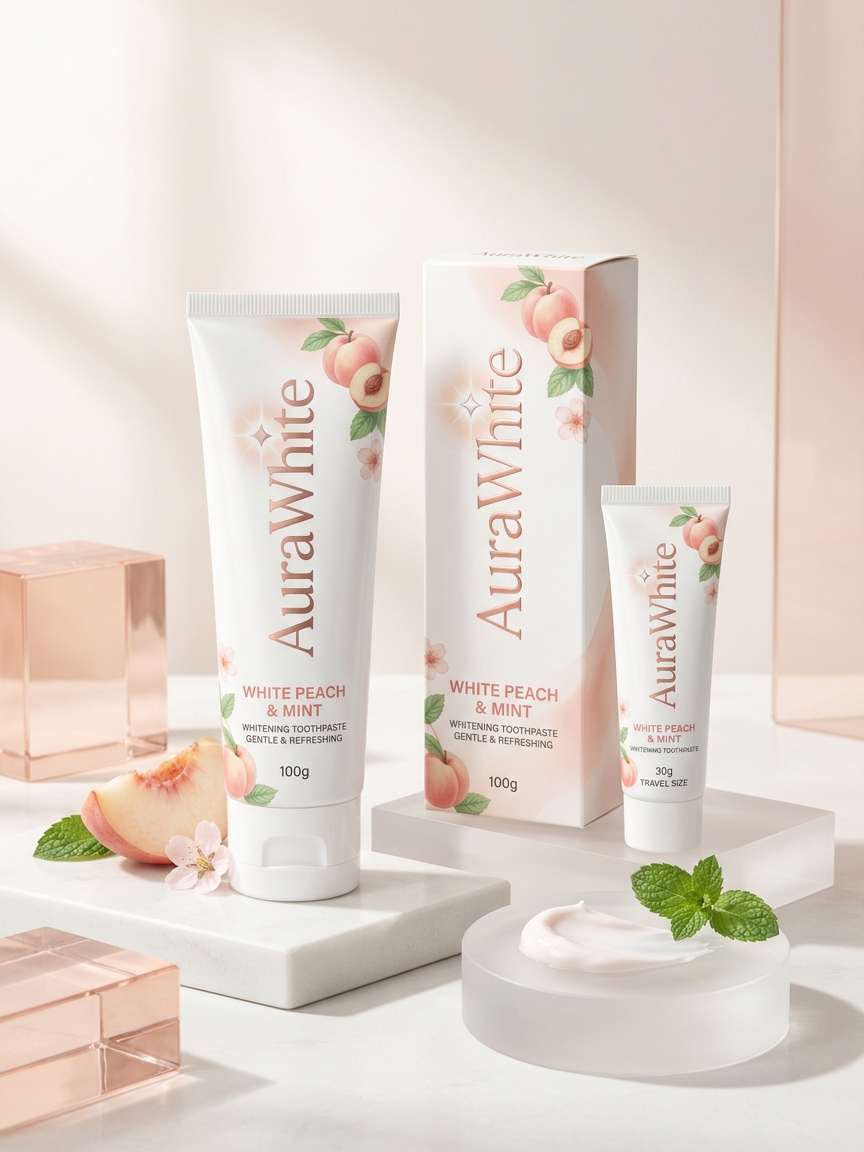 AuraWhite
WHITE PEACH
& MINT
WHITENING TOOTHPASTE
GENTLE & REFRESHING
100g
AuraWhite
AuraWhite
WHITE PEACH
& MINT
WHITENING TOOTHPASTE
GENTLE & REFRESHING
100g
AuraWhite
WHITE PEACH
& MINT
WHITENING
30g
TRAVEL SIZE